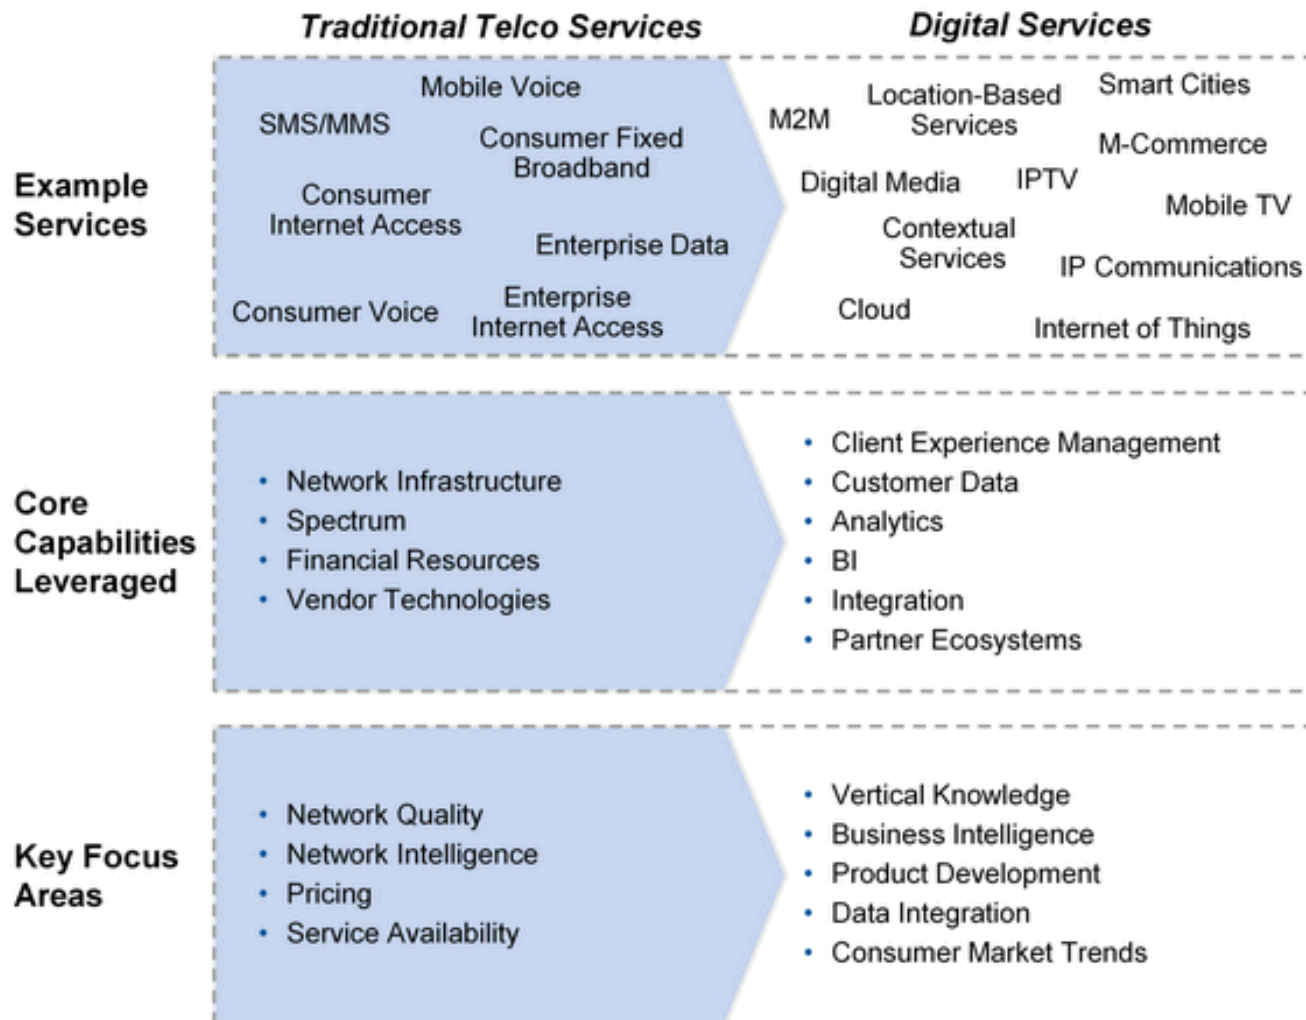 Traditional Telco Services
Digital Services
Example
Services
Mobile Voice
SMS/MMS
Consumer Fixed
Broadband
Consumer
Internet Access
Enterprise Data
Enterprise
Internet Access
Consumer Voice
M2M
Location-Based
Services
Smart Cities
M-Commerce
Digital Media
IPTV
Mobile TV
Contextual
Services
IP Communications
Cloud
Internet of Things
Core
Capabilities
Leveraged
• Network Infrastructure
• Spectrum
• Financial Resources
• Vendor Technologies
• Client Experience Management
• Customer Data
• Analytics
• BI
• Integration
• Partner Ecosystems
Key Focus
Areas
• Network Quality
• Network Intelligence
• Pricing
• Service Availability
• Vertical Knowledge
• Business Intelligence
• Product Development
• Data Integration
• Consumer Market Trends